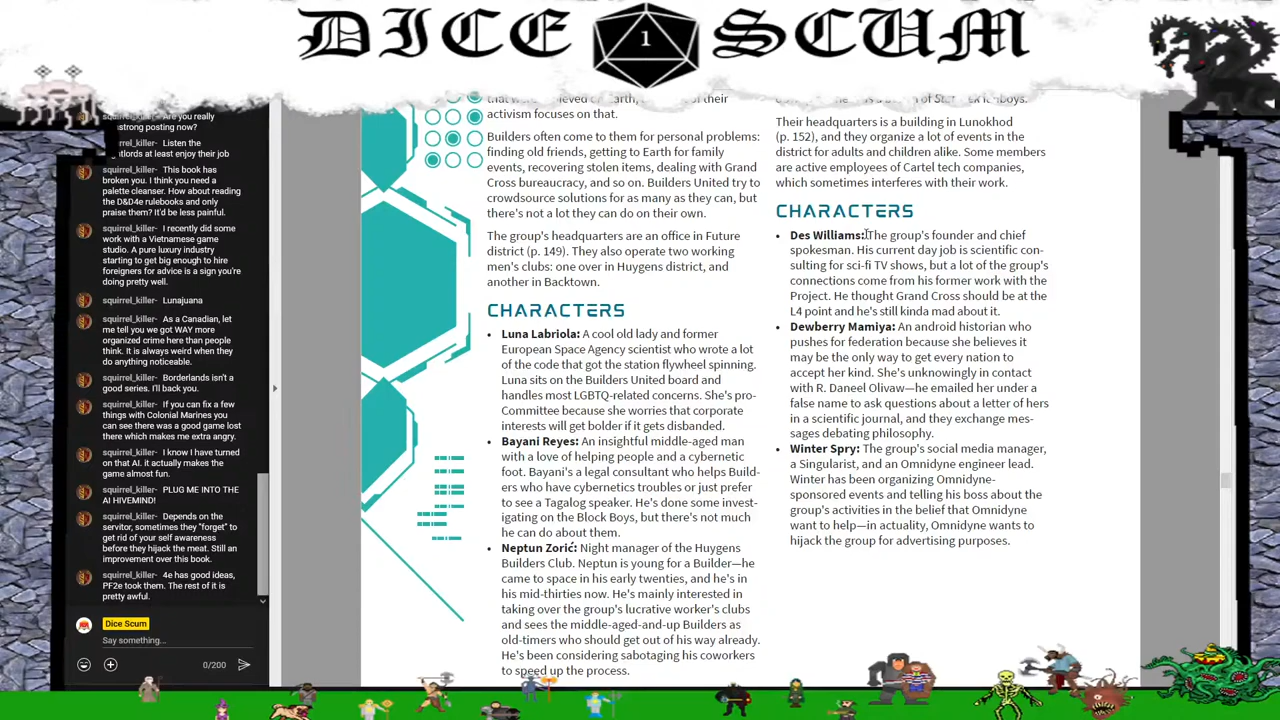 DICE SCUM
1
squirrel_killer- Are you really
strong posting now?
squirrel_killer- Listen the
lords at least enjoy their job
squirrel_killer- This book has
broken you. I think you need a
palette cleanser. How about reading
the D&D4e rulebooks and only
praise them? It'd be less painful.
squirrel_killer- I recently did some
work with a Vietnamese game
studio. A pure luxury industry
starting to get big enough to hire
foreigners for advice is a sign you're
doing pretty well.
squirrel_killer- Lunajuana
squirrel_killer- As a Canadian, let
me tell you we got WAY more
organized crime here than people
think. It is always weird when they
do anything noticeable.
squirrel_killer- Borderlands isn't a
good series. I'll back you.
squirrel_killer- If you can fix a few
things with Colonial Marines you
can see there was a good game lost
there which makes me extra angry.
squirrel_killer- I know I have turned
on that AI. it actually makes the
game almost fun.
squirrel_killer- PLUG ME INTO THE
AI HIVEMIND!
squirrel_killer- Depends on the
servitor, sometimes they "forget" to
get rid of your self awareness
before they hijack the meat. Still an
improvement over this book.
squirrel_killer- 4e has good ideas,
PF2e took them. The rest of it is
pretty awful.
Dice Scum
Say something...
0/200
activism focuses on that.
Builders often come to them for personal problems:
finding old friends, getting to Earth for family
events, recovering stolen items, dealing with Grand
Cross bureaucracy, and so on. Builders United try to
crowdsource solutions for as many as they can, but
there's not a lot they can do on their own.
The group's headquarters are an office in Future
district (p. 149). They also operate two working
men's clubs: one over in Huygens district, and
another in Backtown.
CHARACTERS
• Luna Labriola: A cool old lady and former
European Space Agency scientist who wrote a lot
of the code that got the station flywheel spinning.
Luna sits on the Builders United board and
handles most LGBTQ-related concerns. She's pro-
Committee because she worries that corporate
interests will get bolder if it gets disbanded.
• Bayani Reyes: An insightful middle-aged man
with a love of helping people and a cybernetic
foot. Bayani's a legal consultant who helps Build-
ers who have cybernetics troubles or just prefer
to see a Tagalog speaker. He's done some invest-
igating on the Block Boys, but there's not much
he can do about them.
• Neptun Zorić: Night manager of the Huygens
Builders Club. Neptun is young for a Builder—he
came to space in his early twenties, and he's in
his mid-thirties now. He's mainly interested in
taking over the group's lucrative worker's clubs
and sees the middle-aged-and-up Builders as
old-timers who should get out of his way already.
He's been considering sabotaging his coworkers
to speed up the process.
Their headquarters is a building in Lunokhod
(p. 152), and they organize a lot of events in the
district for adults and children alike. Some members
are active employees of Cartel tech companies,
which sometimes interferes with their work.
CHARACTERS
• Des Williams: The group's founder and chief
spokesman. His current day job is scientific con-
sulting for sci-fi TV shows, but a lot of the group's
connections come from his former work with the
Project. He thought Grand Cross should be at the
L4 point and he's still kinda mad about it.
• Dewberry Mamiya: An android historian who
pushes for federation because she believes it
may be the only way to get every nation to
accept her kind. She's unknowingly in contact
with R. Daneel Olivaw—he emailed her under a
false name to ask questions about a letter of hers
in a scientific journal, and they exchange mes-
sages debating philosophy.
• Winter Spry: The group's social media manager,
a Singularist, and an Omnidyne engineer lead.
Winter has been organizing Omnidyne-
sponsored events and telling his boss about the
group's activities in the belief that Omnidyne
want to help—in actuality, Omnidyne wants to
hijack the group for advertising purposes.